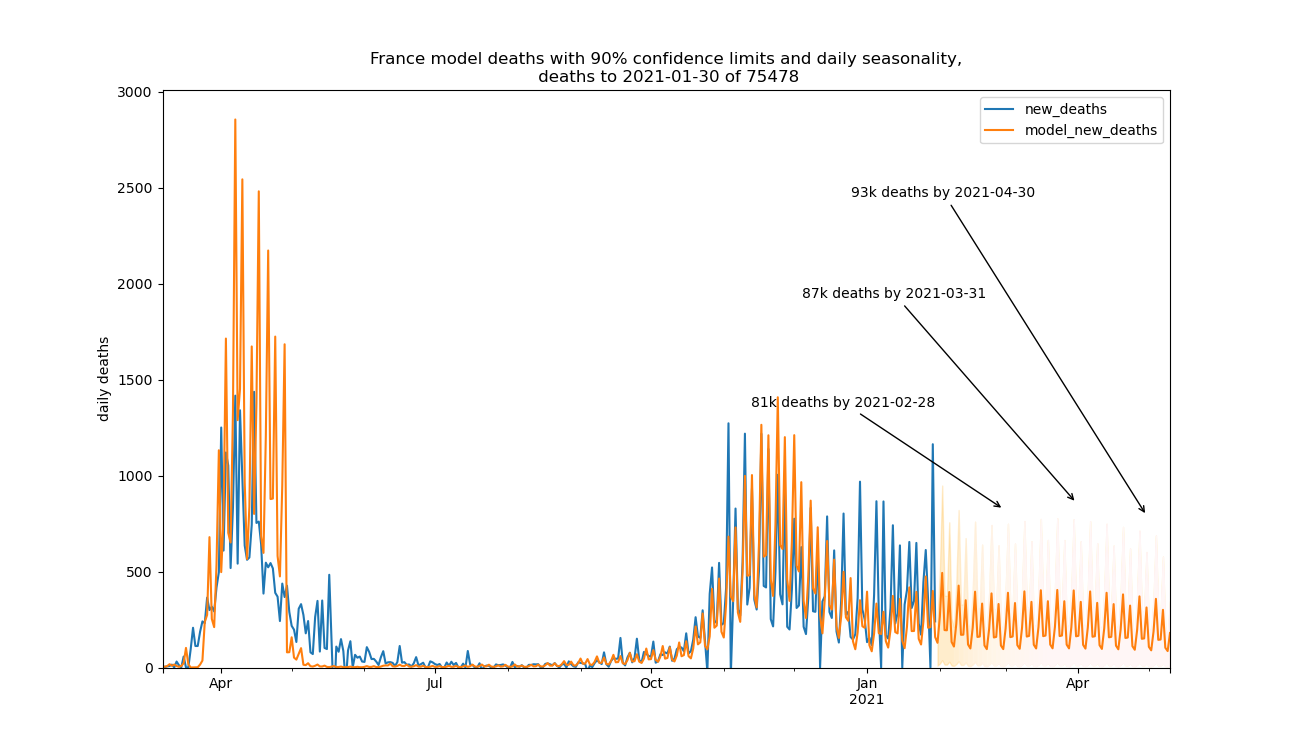 France model deaths with 90% confidence limits and daily seasonality,
deaths to 2021-01-30 of 75478
3000
2500
2000
1500
1000
500
0
daily deaths
new_deaths
model_new_deaths
93k deaths by 2021-04-30
87k deaths by 2021-03-31
81k deaths by 2021-02-28
Apr
Jul
Oct
Jan
2021
Apr